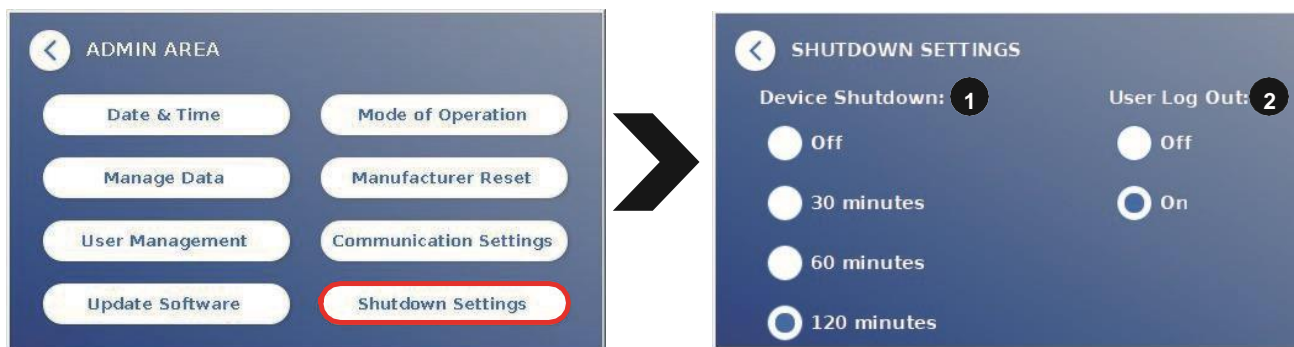 ADMIN AREA
Date & Time
Mode of Operation
Manage Data
Manufacturer Reset
User Management
Communication Settings
Update Software
Shutdown Settings
SHUTDOWN SETTINGS
Device Shutdown: 1
Off
30 minutes
60 minutes
120 minutes
User Log Out: 2
Off
On